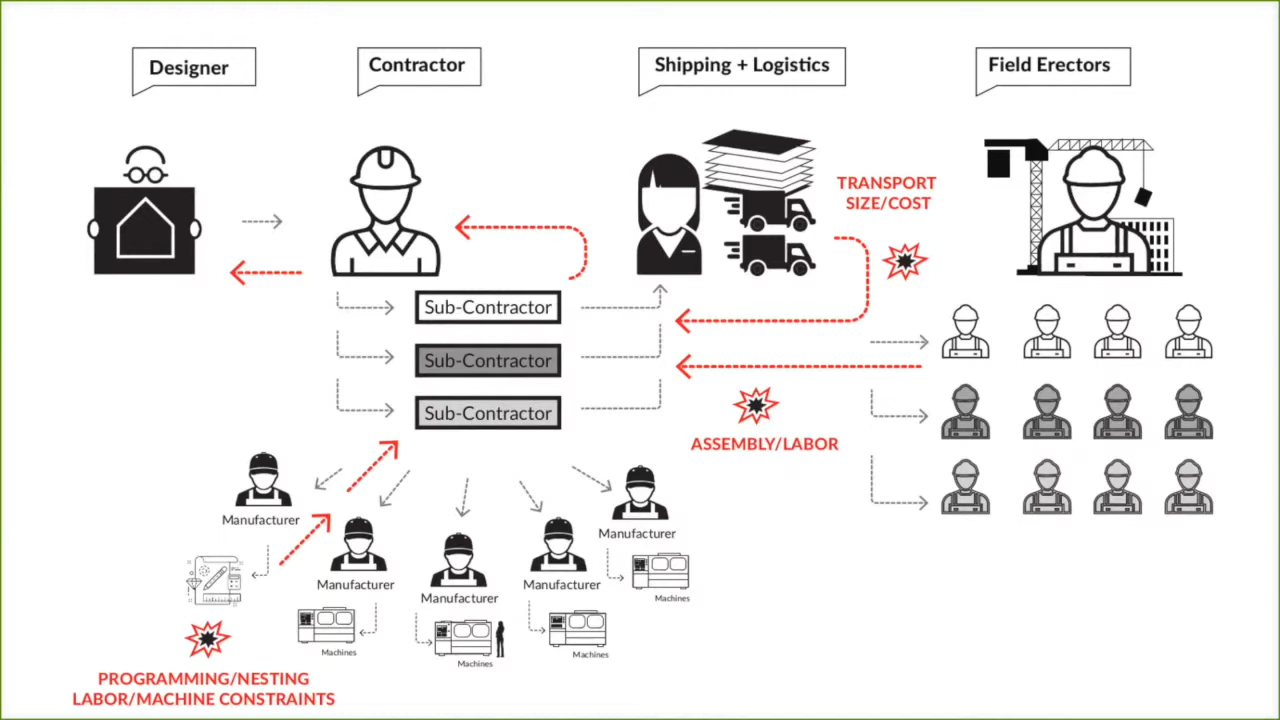 Designer
Contractor
Shipping + Logistics
Field Erectors
TRANSPORT
SIZE/COST
Sub-Contractor
Sub-Contractor
Sub-Contractor
ASSEMBLY/LABOR
Manufacturer
Manufacturer
Manufacturer
Manufacturer
Manufacturer
Machines
Machines
Machines
Machines
PROGRAMMING/NESTING
LABOR/MACHINE CONSTRAINTS